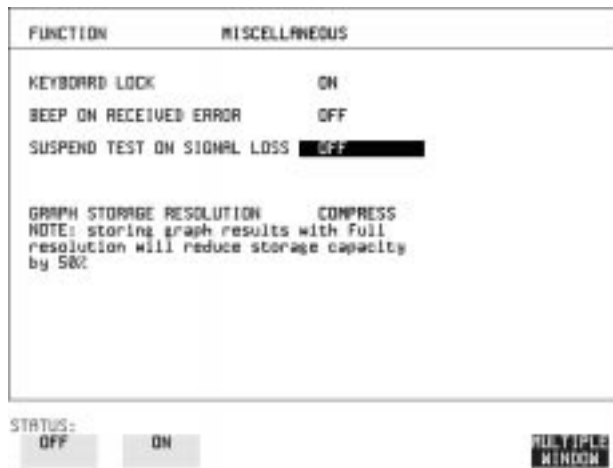 FUNCTION MISCELLANEOUS
KEYBOARD LOCK ON
BEEP ON RECEIVED ERROR OFF
SUSPEND TEST ON SIGNAL LOSS OFF
GRAPH STORAGE RESOLUTION COMPRESS
NOTE: storing graph results with Full
resolution will reduce storage capacity
by 50%
STATUS:
OFF ON MULTIPLE
WINDOW